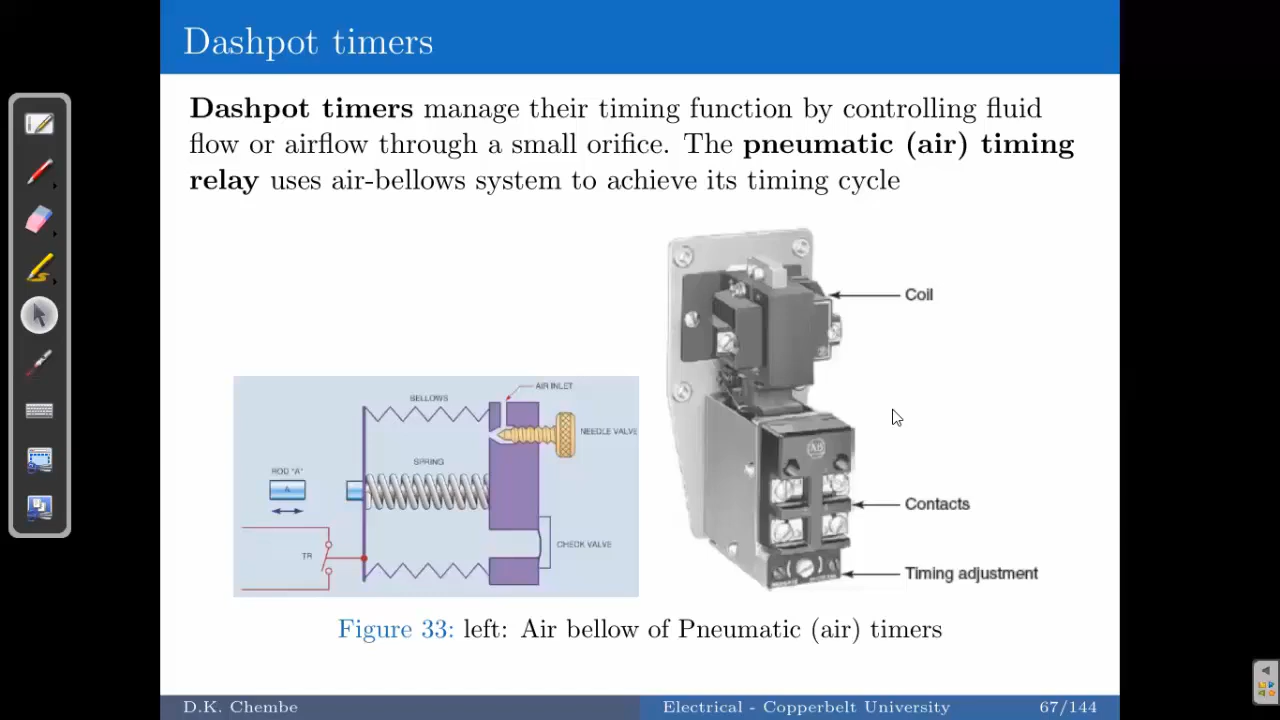 Dashpot timers
Dashpot timers manage their timing function by controlling fluid
flow or airflow through a small orifice. The pneumatic (air) timing
relay uses air-bellows system to achieve its timing cycle
AIR INLET
BELLOWS
NEEDLE VALVE
SPRING
ROD "A"
A
CHECK VALVE
TR
Coil
AB
Contacts
Timing adjustment
Figure 33: left: Air bellow of Pneumatic (air) timers
D.K. Chembe
Electrical - Copperbelt University
67/144